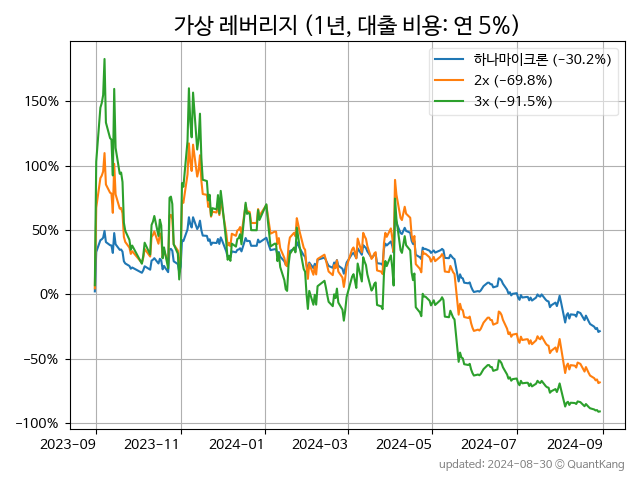 가상 레버리지 (1년, 대출 비용: 연 5%)
하나마이크론 (−30.2%)
2x (−69.8%)
3x (−91.5%)
150%
100%
50%
0%
−50%
−100%
2023-09 2023-11 2024-01 2024-03 2024-05 2024-07 2024-09
updated: 2024-08-30 © QuantKang